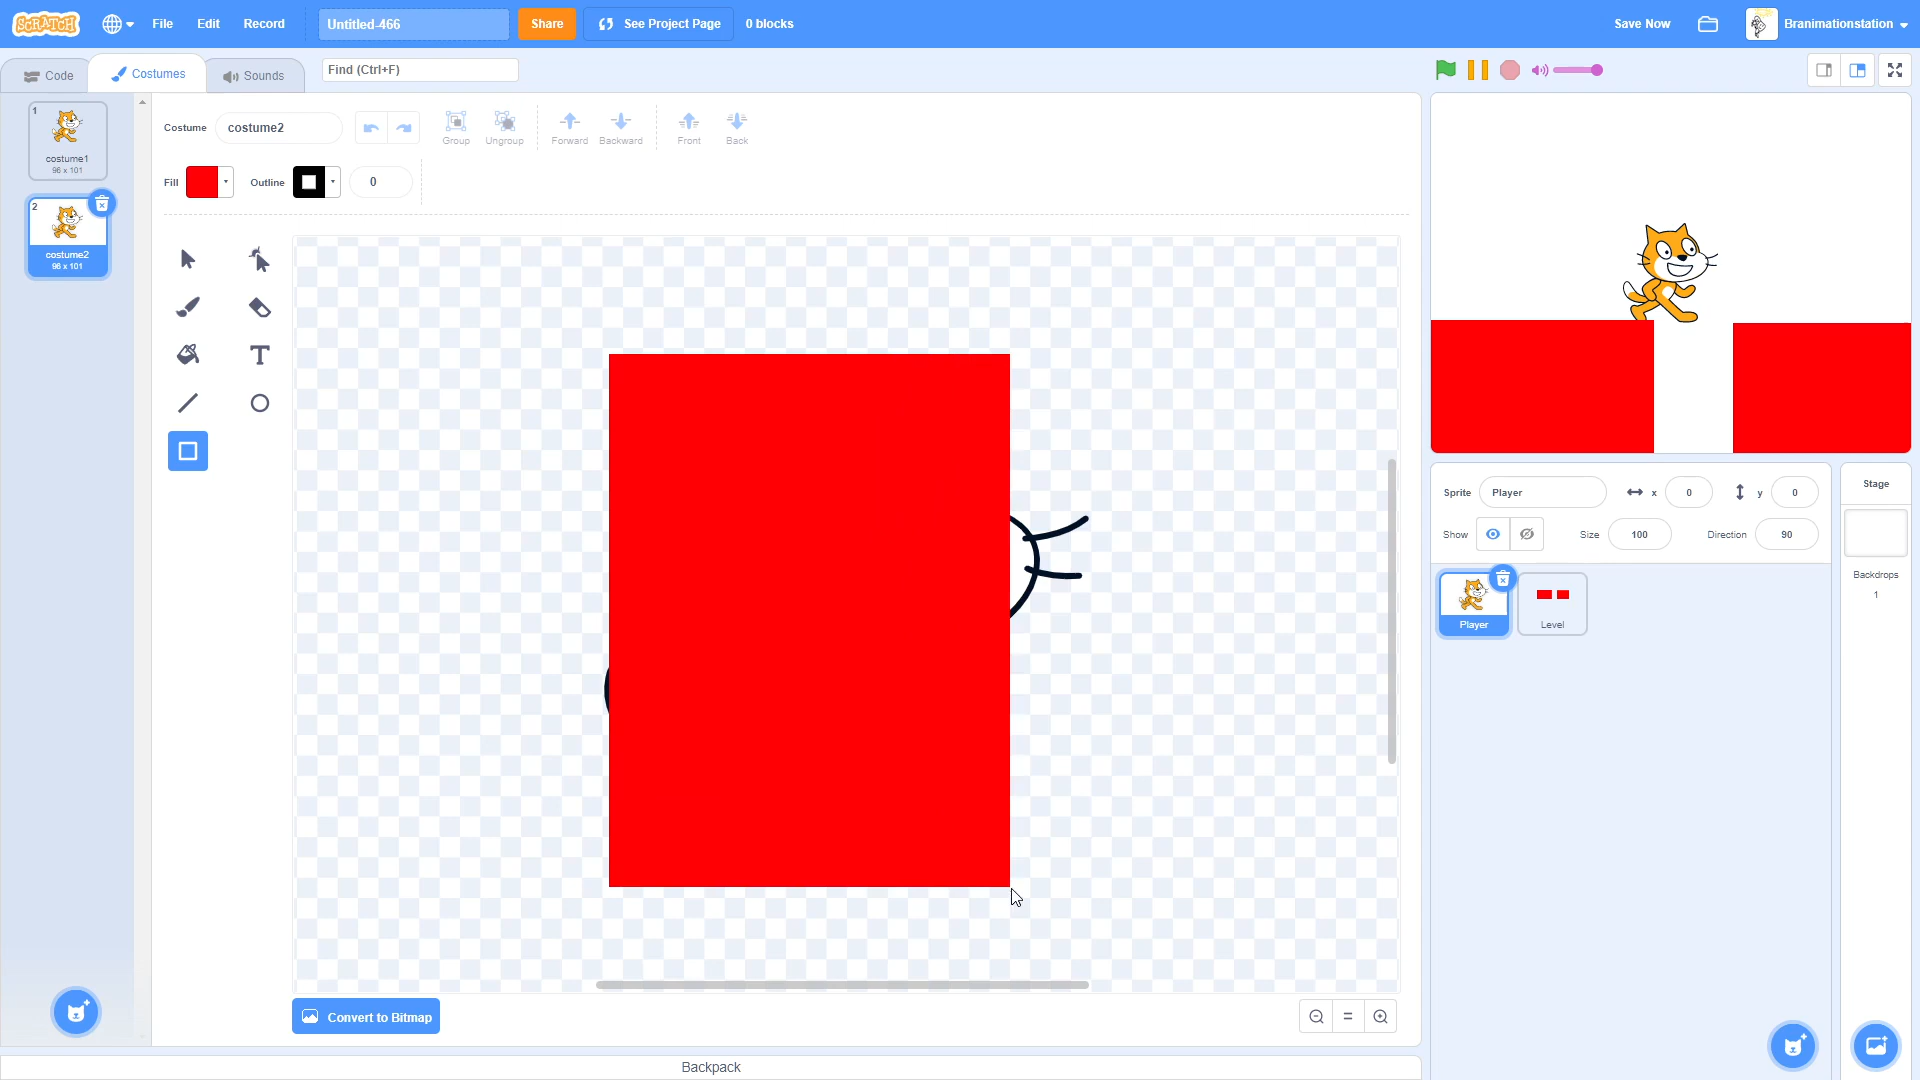 SCRATCH File Edit Record Untitled-466 Share See Project Page 0 blocks Save Now Branimationstation
Code Costumes Sounds Find (Ctrl+F)
1
costume1
96 x 101
2
costume2
96 x 101
Costume costume2 Group Ungroup Forward Backward Front Back
Fill Outline 0
T
Convert to Bitmap
Sprite Player x 0 y 0
Show Size 100 Direction 90
Player Level
Stage
Backdrops
1
Backpack